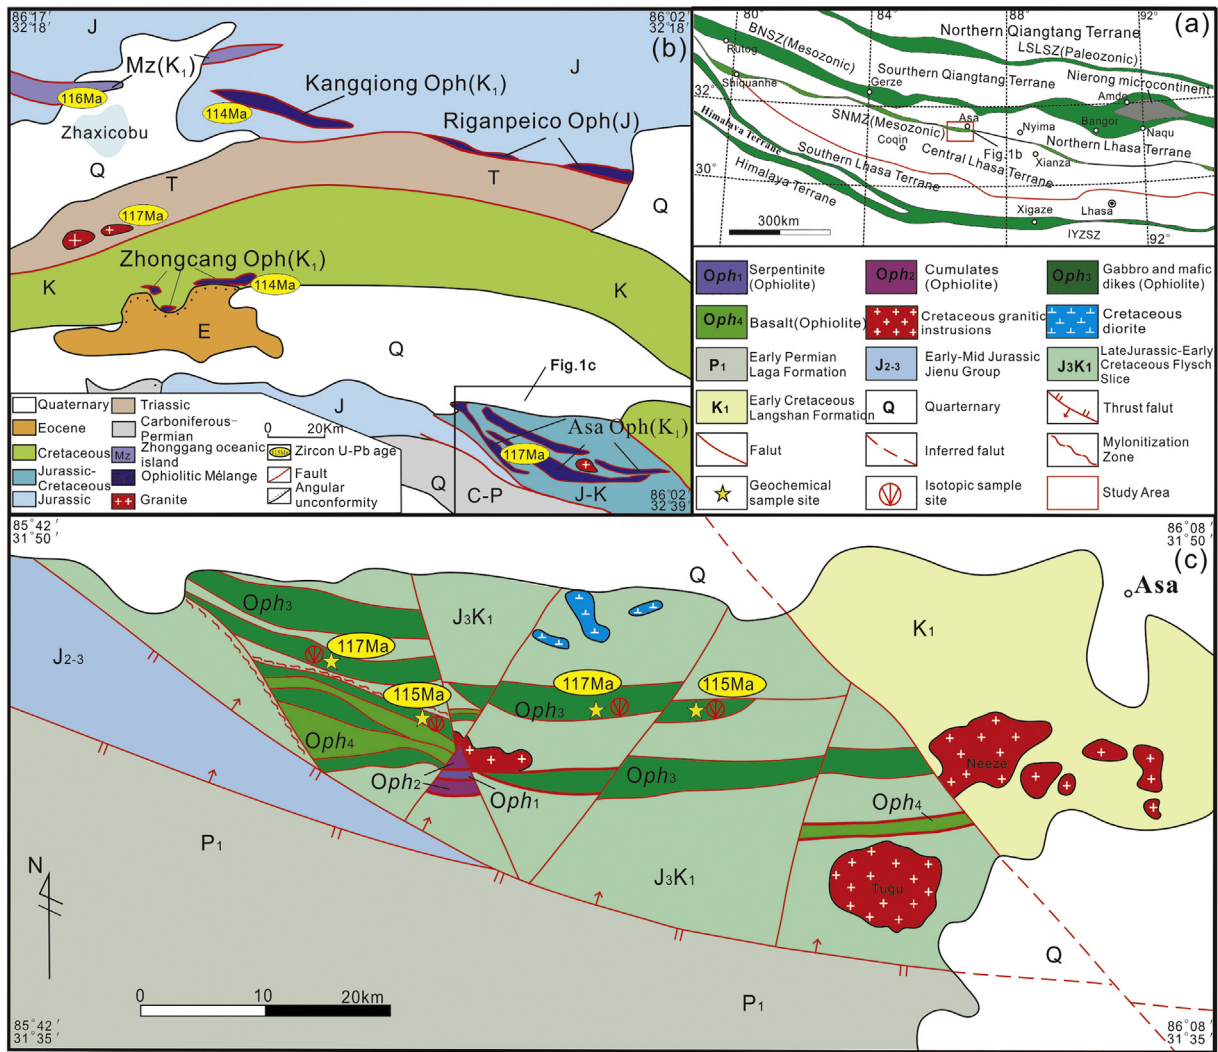 86°17′
32°18′
J
86°02′
32°18′
(b)
Mz(K1)
J
116Ma
Kangqiong Oph(K1)
114Ma
Zhaxicobu
Riganpeico Oph(J)
Q
T
T
Q
117Ma
Zhongcang Oph(K1)
K
114Ma
K
E
Q
Fig.1c
J
Asa Oph(K1)
117Ma
Q
C-P
J-K
86°02′
32°39′
Quaternary
Triassic
Eocene
Carboniferous-
Permian
0 20Km
Cretaceous
Mz
Zhonggang oceanic
island
Zircon U-Pb age
Jurassic-
Cretaceous
Ophiolitic Mélange
Fault
Jurassic
Granite
Angular
unconformity
80°
84°
88°
92°
(a)
BNSZ(Mesozonic)
Northern Qiangtang Terrane
LSLSZ(Paleozonic)
Rutog
Shiquanhe
Sourthern Qiangtang Terrane
Nierong microcontinent
Gerze
Amdo
32°
SNMZ(Mesozonic)
Asa
Nyima
Bangor
Naqu
Coqin
Fig.1b
Northern Lhasa Terrane
Himalaya Terrane
Southern Lhasa Terrane
Central Lhasa Terrane
Xianza
30°
Himalaya Terrane
Xigaze
Lhasa
300km
IYZSZ
92°
Oph1
Serpentinite
(Ophiolite)
Oph2
Cumulates
(Ophiolite)
Oph3
Gabbro and mafic
dikes (Ophiolite)
Oph4
Basalt(Ophiolite)
Cretaceous granitic
instrusions
Cretaceous
diorite
P1
Early Permian
Laga Formation
J2-3
Early-Mid Jurassic
Jienu Group
J3K1
LateJurassic-Early
Cretaceous Flysch
Slice
K1
Early Cretaceous
Langshan Formation
Q
Quarternary
Thrust falut
Falut
Inferred falut
Mylonitization
Zone
Geochemical
sample site
Isotopic sample
site
Study Area
85°42′
31°50′
86°08′
31°50′
(c)
Q
Asa
Oph3
J3K1
K1
J2-3
117Ma
115Ma
117Ma
115Ma
Oph3
Oph4
Oph2
Oph1
Oph3
Neeze
Oph4
P1
J3K1
Tugu
N
Q
0 10 20km
P1
85°42′
31°35′
86°08′
31°35′